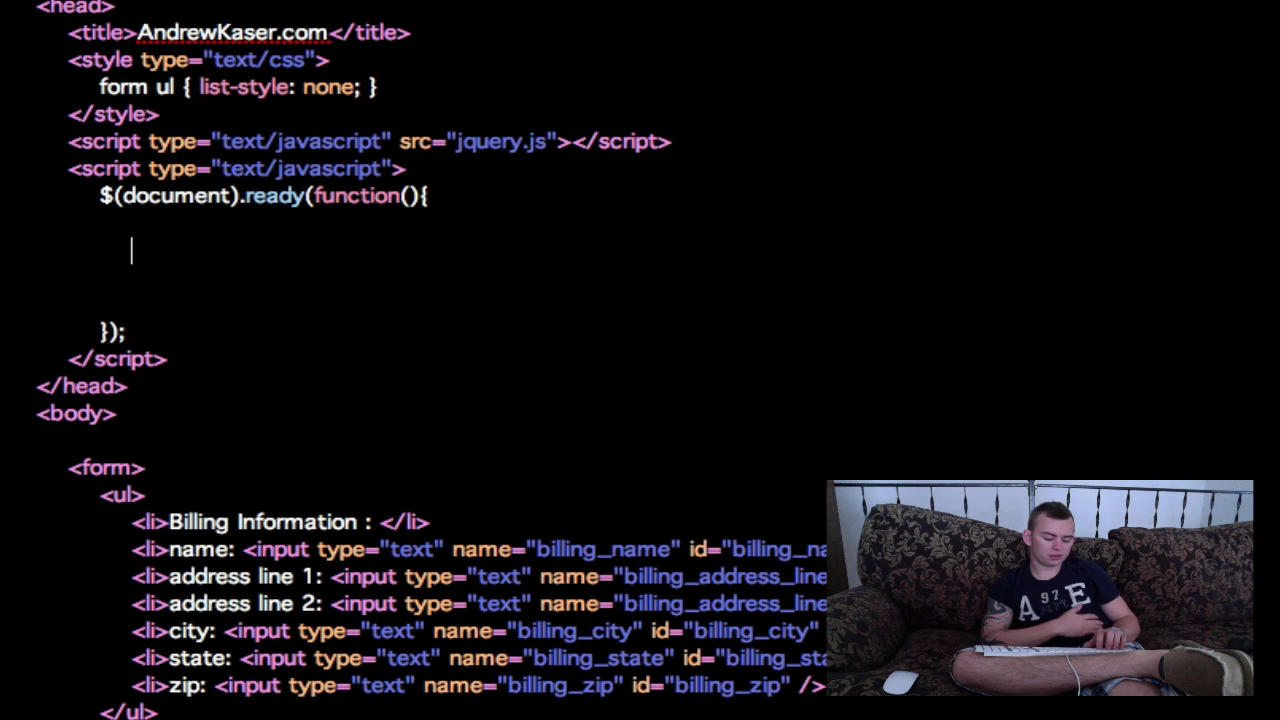 <head>
<title>AndrewKaser.com</title>
<style type="text/css">
form ul { list-style: none; }
</style>
<script type="text/javascript" src="jquery.js"></script>
<script type="text/javascript">
$(document).ready(function(){
});
</script>
</head>
<body>
<form>
<ul>
<li>Billing Information : </li>
<li>name: <input type="text" name="billing_name" id="billing_na
<li>address line 1: <input type="text" name="billing_address_line
<li>address line 2: <input type="text" name="billing_address_line
<li>city: <input type="text" name="billing_city" id="billing_city"
<li>state: <input type="text" name="billing_state" id="billing_sta
<li>zip: <input type="text" name="billing_zip" id="billing_zip" />
</ul>
A 97 E